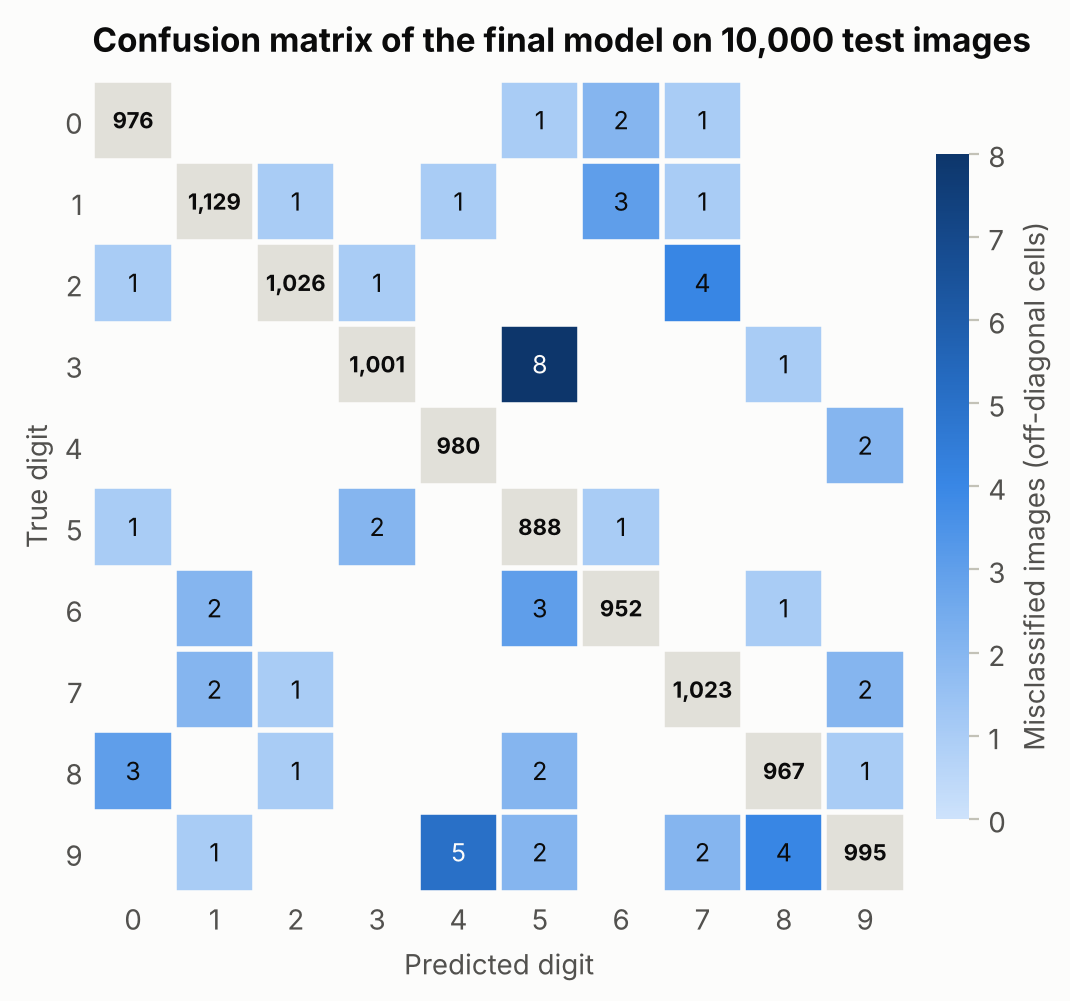 Confusion matrix of the final model on 10,000 test images
0 976 1 2 1
1 1,129 1 1 3 1
2 1 1,026 1 4
3 1,001 8 1
4 980 2
5 1 2 888 1
6 2 3 952 1
7 2 1 1,023 2
8 3 1 2 967 1
9 1 5 2 2 4 995
0 1 2 3 4 5 6 7 8 9
Predicted digit
True digit
8
7
6
5
4
3
2
1
0
Misclassified images (off-diagonal cells)